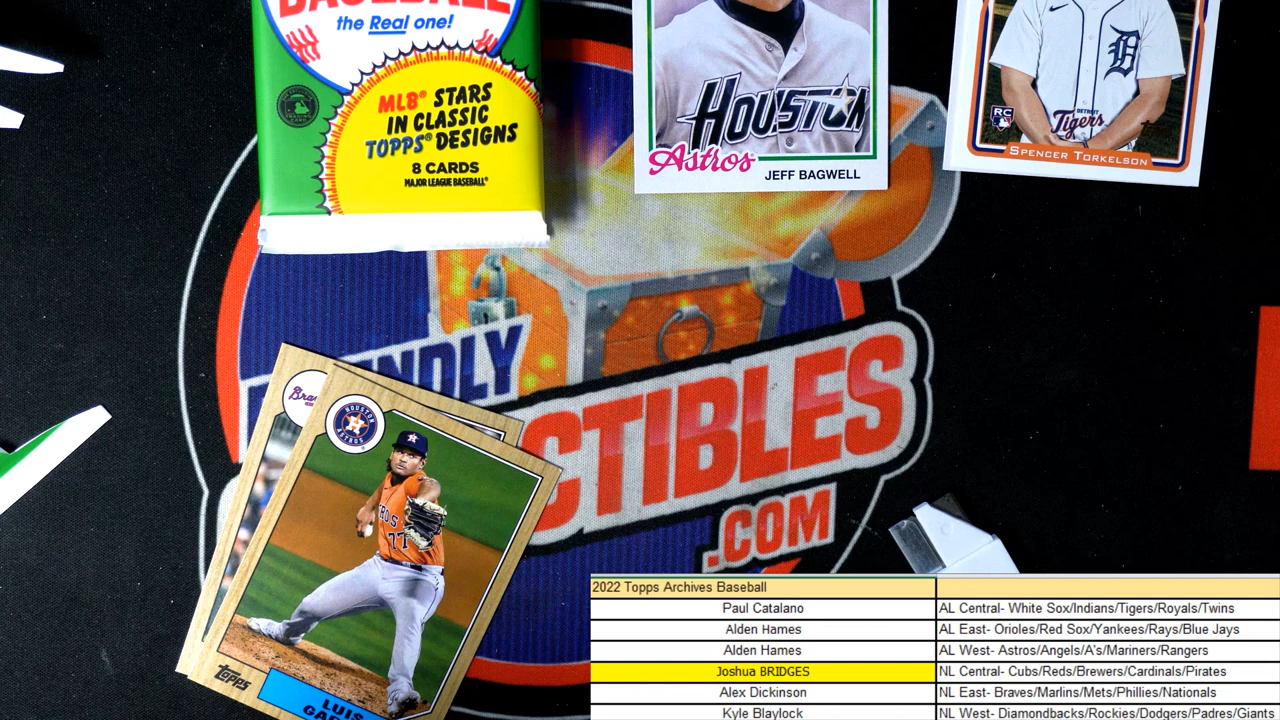 BASEBALL
the Real one!
MLB® STARS
IN CLASSIC
TOPPS® DESIGNS
8 CARDS
MAJOR LEAGUE BASEBALL®
HOUSTON
Astros
JEFF BAGWELL
D
RC
DETROIT
Tigers
SPENCER TORKELSON
HOUSTON
ASTROS
77
topps
LUIS
.COM
2022 Topps Archives Baseball
Paul Catalano AL Central- White Sox/Indians/Tigers/Royals/Twins
Alden Hames AL East- Orioles/Red Sox/Yankees/Rays/Blue Jays
Alden Hames AL West- Astros/Angels/A's/Mariners/Rangers
Joshua BRIDGES NL Central- Cubs/Reds/Brewers/Cardinals/Pirates
Alex Dickinson NL East- Braves/Marlins/Mets/Phillies/Nationals
Kyle Blaylock NL West- Diamondbacks/Rockies/Dodgers/Padres/Giants